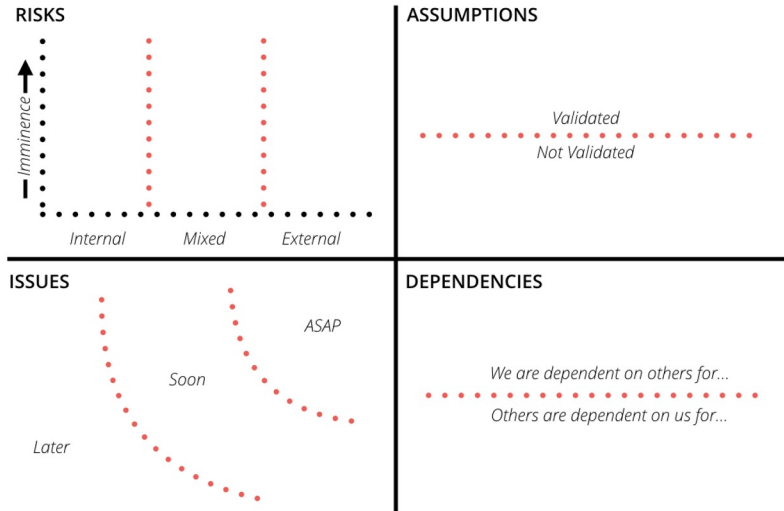 RISKS
Imminence
Internal
Mixed
External
ASSUMPTIONS
Validated
Not Validated
ISSUES
ASAP
Soon
Later
DEPENDENCIES
We are dependent on others for...
Others are dependent on us for...